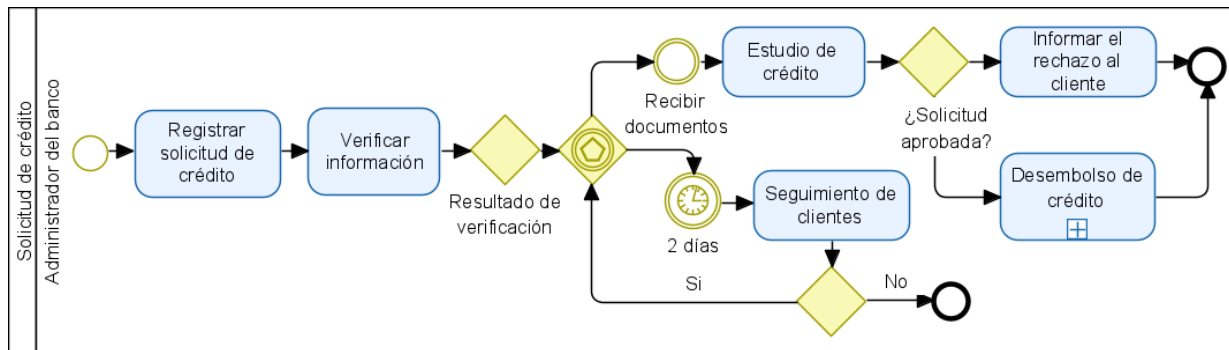 Solicitud de crédito
Administrador del banco
Registrar
solicitud de
crédito
Verificar
información
Resultado de
verificación
Recibir
documentos
Estudio de
crédito
¿Solicitud
aprobada?
Informar el
rechazo al
cliente
Desembolso de
crédito
2 días
Seguimiento de
clientes
Si
No